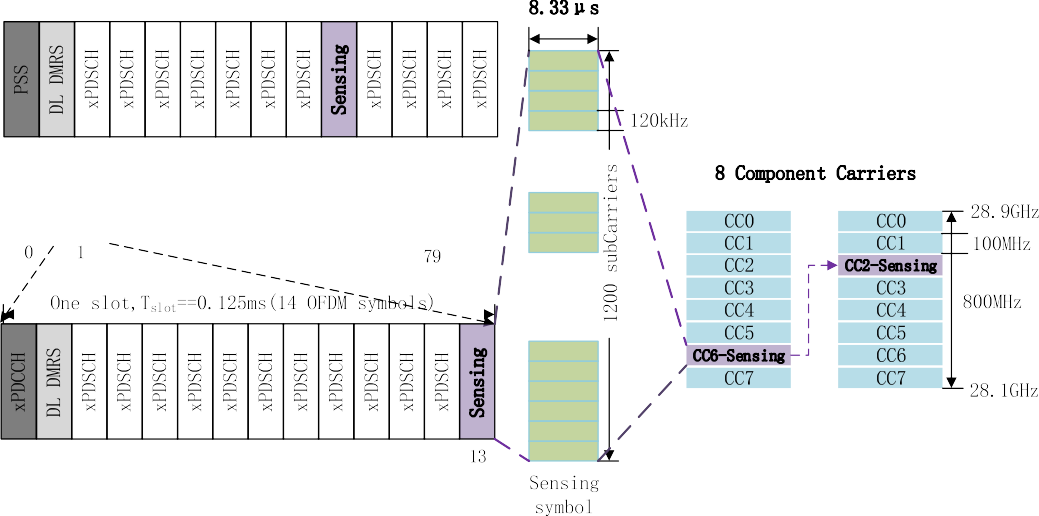 8.33μs
PSS
DL DMRS
xPDSCH
xPDSCH
xPDSCH
xPDSCH
xPDSCH
xPDSCH
xPDSCH
Sensing
xPDSCH
xPDSCH
xPDSCH
xPDSCH
120kHz
1200 subCarriers
0 1 79
One slot,Tslot==0.125ms(14 OFDM symbols)
xPDCCH
DL DMRS
xPDSCH
xPDSCH
xPDSCH
xPDSCH
xPDSCH
xPDSCH
xPDSCH
xPDSCH
xPDSCH
xPDSCH
xPDSCH
Sensing
13
Sensing
symbol
8 Component Carriers
CC0
CC1
CC2
CC3
CC4
CC5
CC6-Sensing
CC7
CC0
CC1
CC2-Sensing
CC3
CC4
CC5
CC6
CC7
28.9GHz
100MHz
800MHz
28.1GHz